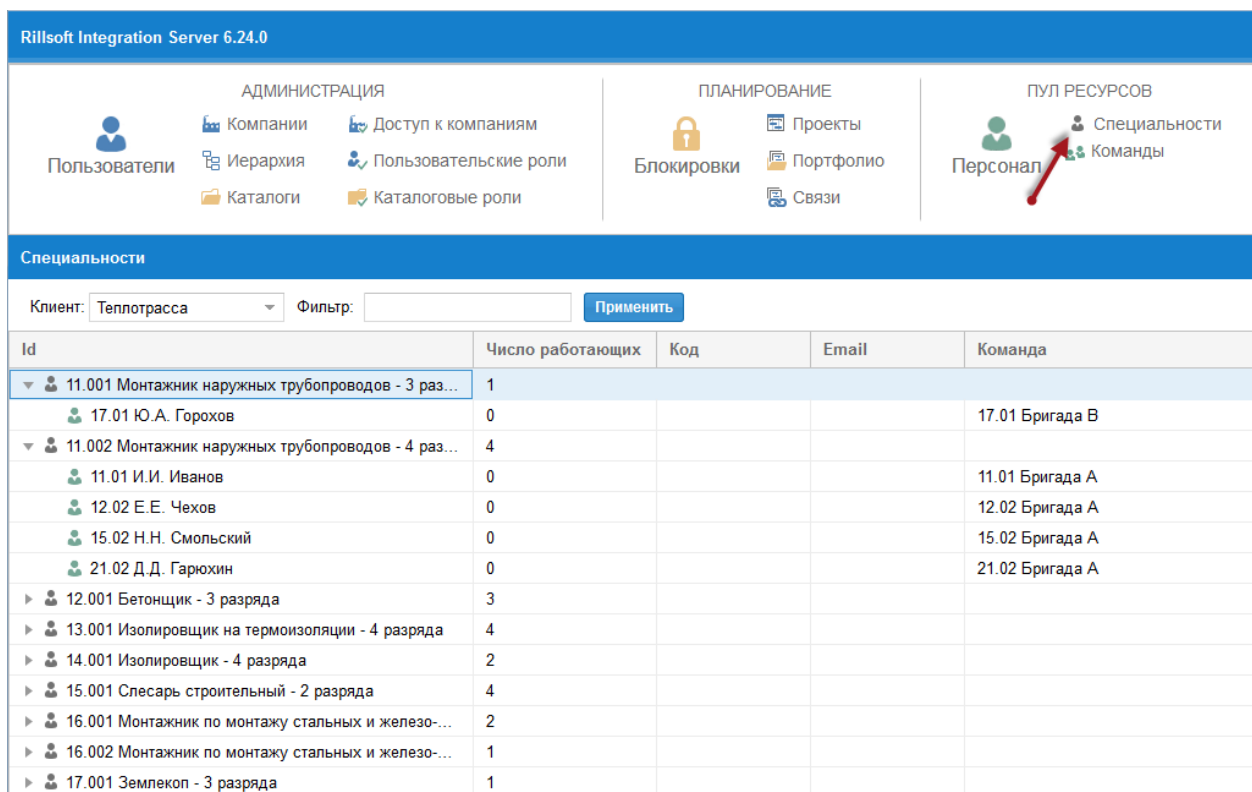 Rillsoft Integration Server 6.24.0
АДМИНИСТРАЦИЯ
Пользователи
Компании
Иерархия
Каталоги
Доступ к компаниям
Пользовательские роли
Каталоговые роли
ПЛАНИРОВАНИЕ
Блокировки
Проекты
Портфолио
Связи
ПУЛ РЕСУРСОВ
Персонал
Специальности
Команды
Специальности
Клиент: Теплотрасса Фильтр: Применить
Id Число работающих Код Email Команда
11.001 Монтажник наружных трубопроводов - 3 раз... 1
17.01 Ю.А. Горохов 0 17.01 Бригада В
11.002 Монтажник наружных трубопроводов - 4 раз... 4
11.01 И.И. Иванов 0 11.01 Бригада А
12.02 Е.Е. Чехов 0 12.02 Бригада А
15.02 Н.Н. Смольский 0 15.02 Бригада А
21.02 Д.Д. Гарюхин 0 21.02 Бригада А
12.001 Бетонщик - 3 разряда 3
13.001 Изолировщик на термоизоляции - 4 разряда 4
14.001 Изолировщик - 4 разряда 2
15.001 Слесарь строительный - 2 разряда 4
16.001 Монтажник по монтажу стальных и железо-... 2
16.002 Монтажник по монтажу стальных и железо-... 1
17.001 Землекоп - 3 разряда 1